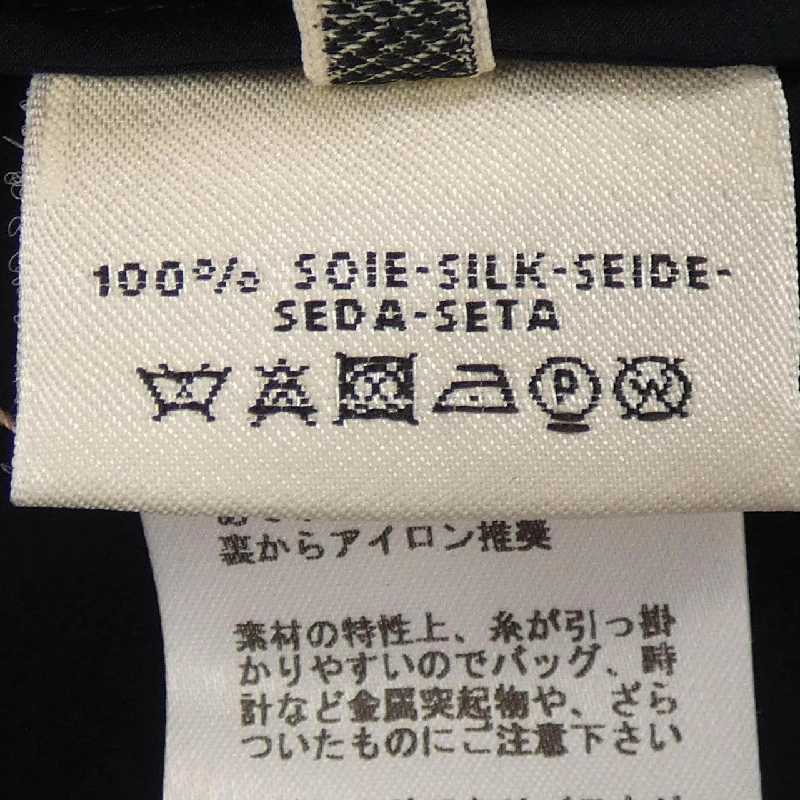 100% SOIE-SILK-SEIDE-
SEDA-SETA
P W
裏からアイロン推奨
素材の特性上、糸が引っ掛
かりやすいのでバッグ、時
計など金属突起物や、ざら
ついたものにご注意下さい